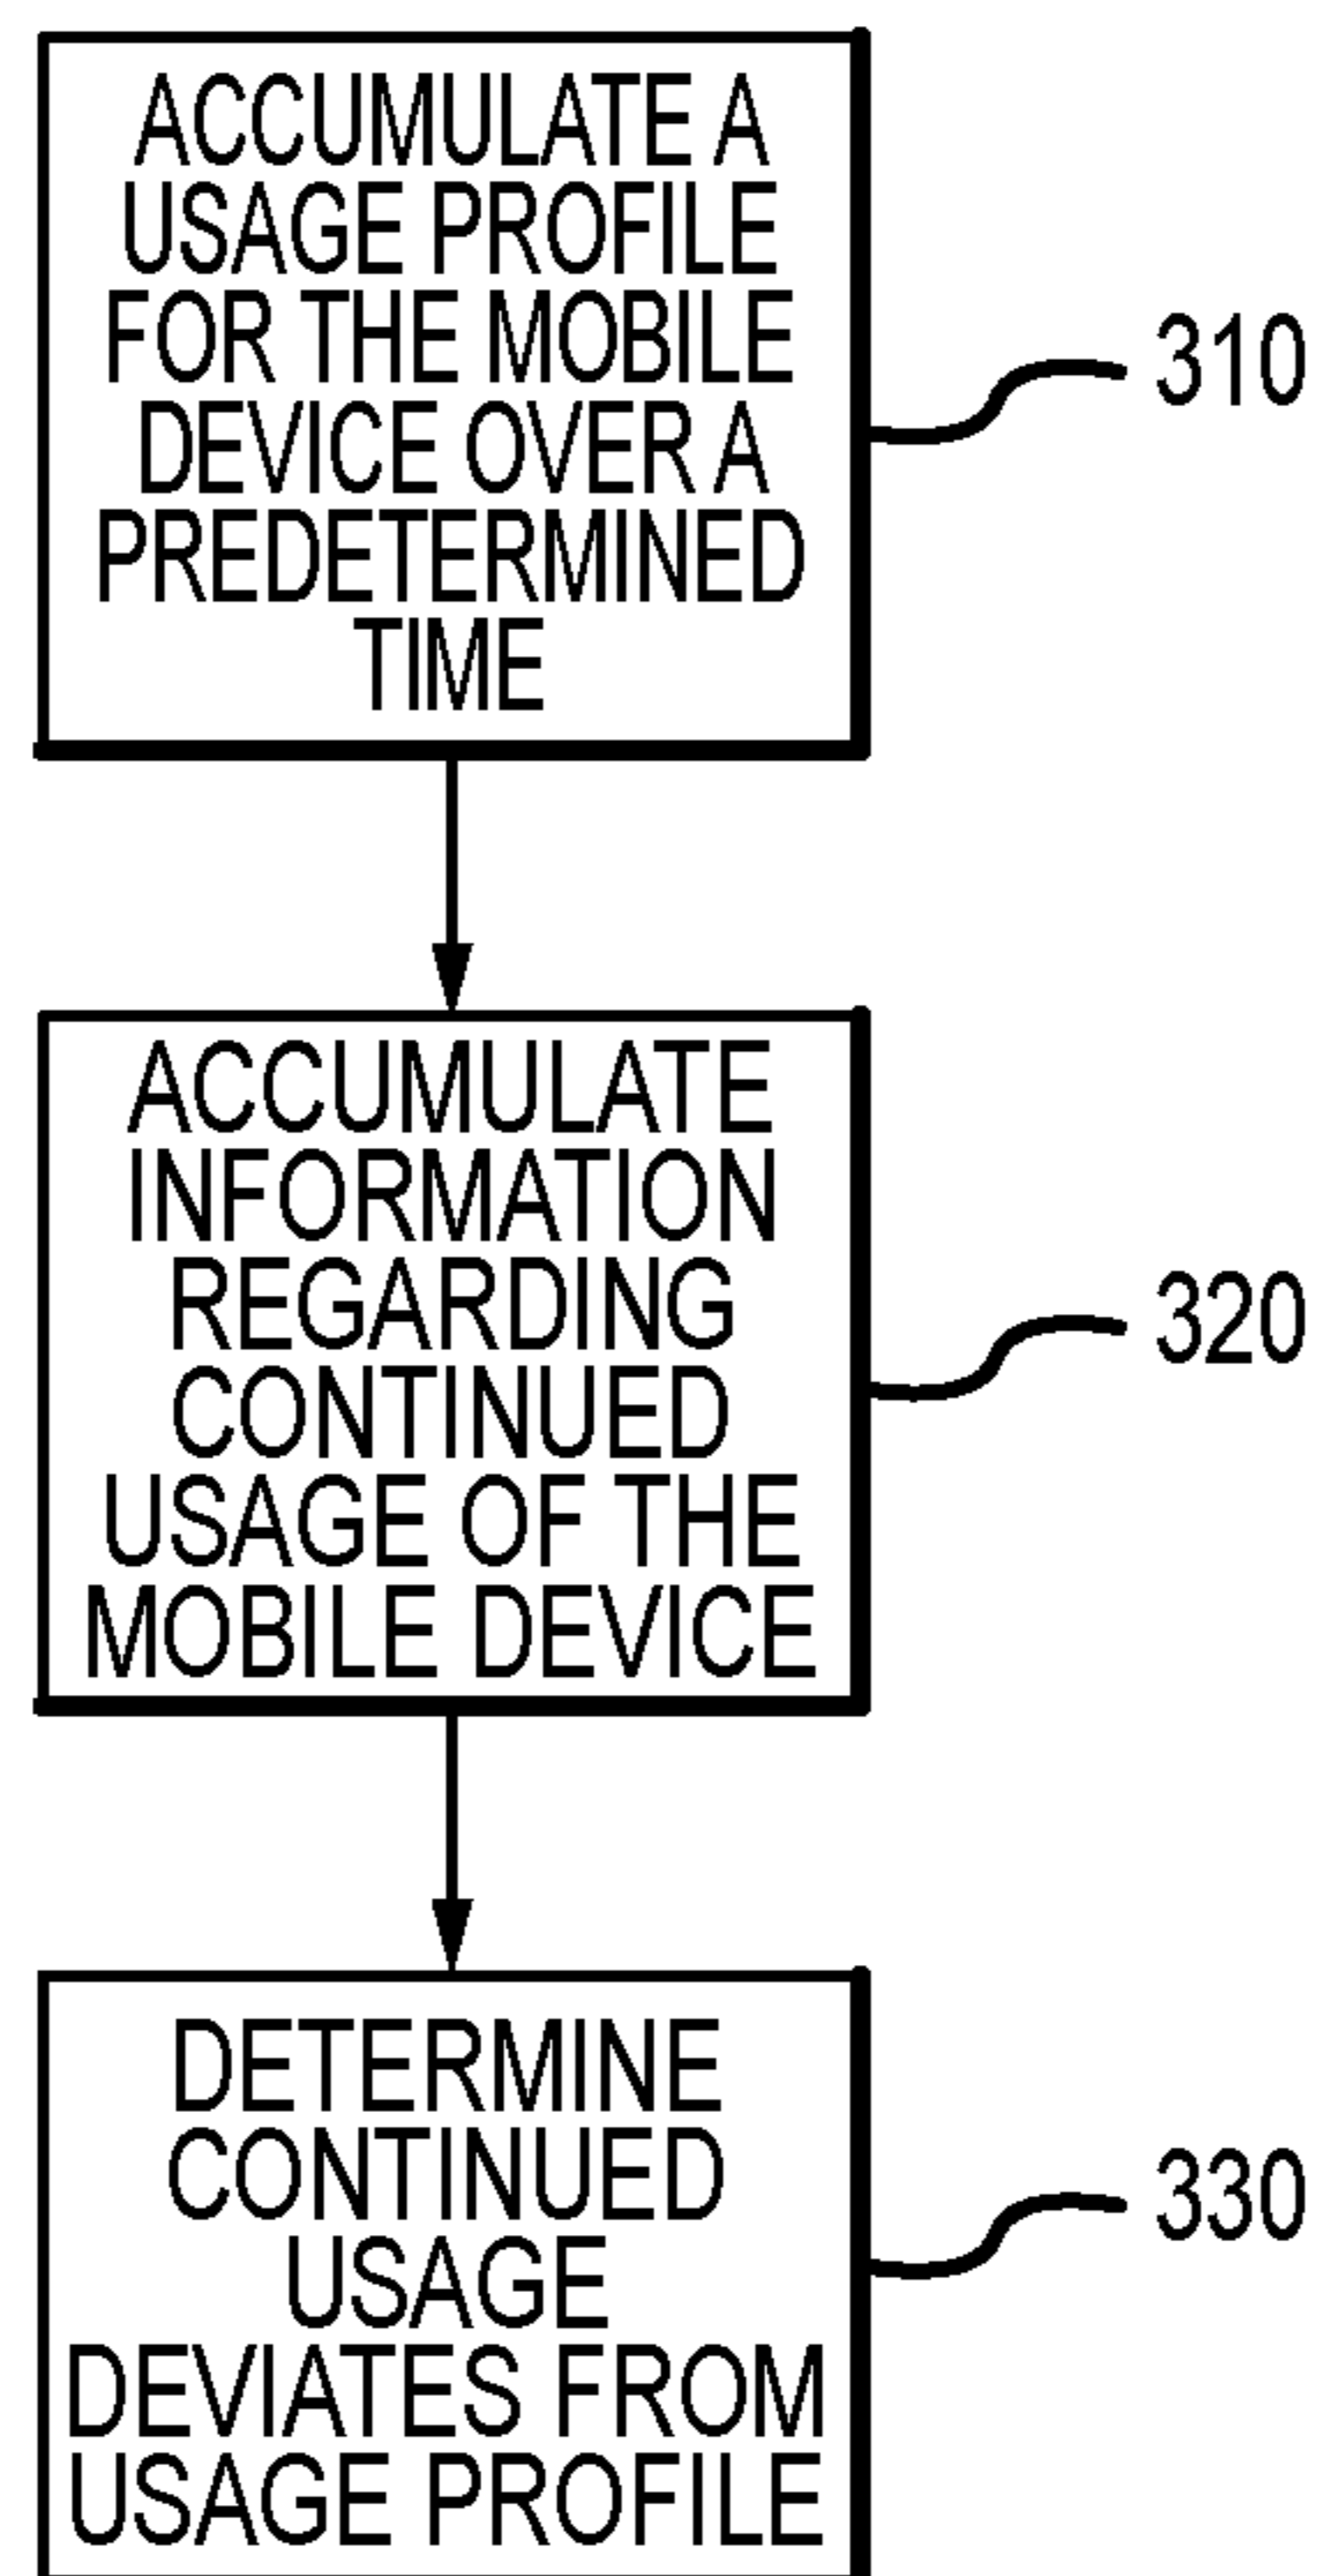 ACCUMULATE A
USAGE PROFILE
FOR THE MOBILE
DEVICE OVER A
PREDETERMINED
TIME
310
ACCUMULATE
INFORMATION
REGARDING
CONTINUED
USAGE OF THE
MOBILE DEVICE
320
DETERMINE
CONTINUED
USAGE
DEVIATES FROM
USAGE PROFILE
330